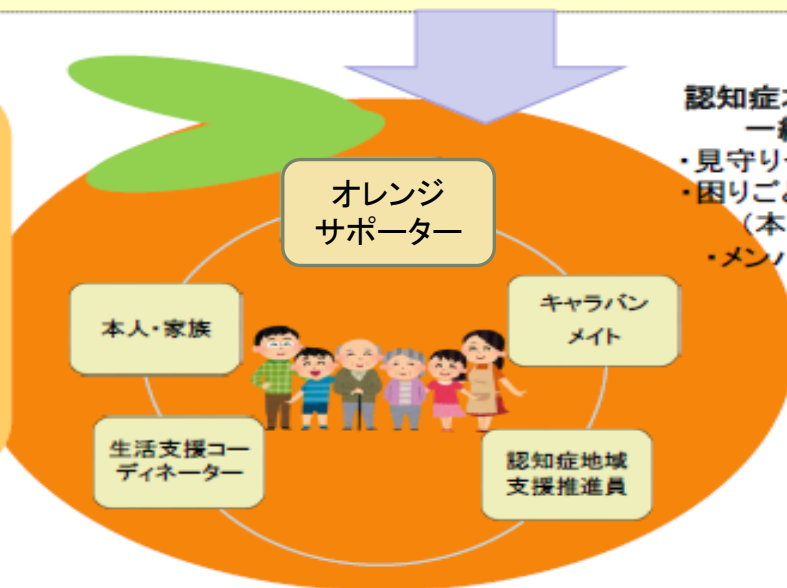 オレンジ
サポーター
本人・家族
キャラバン
メイト
生活支援コー
ディネーター
認知症地域
支援推進員
認知症
一
・見守り
・困りご
（本
・メンバ